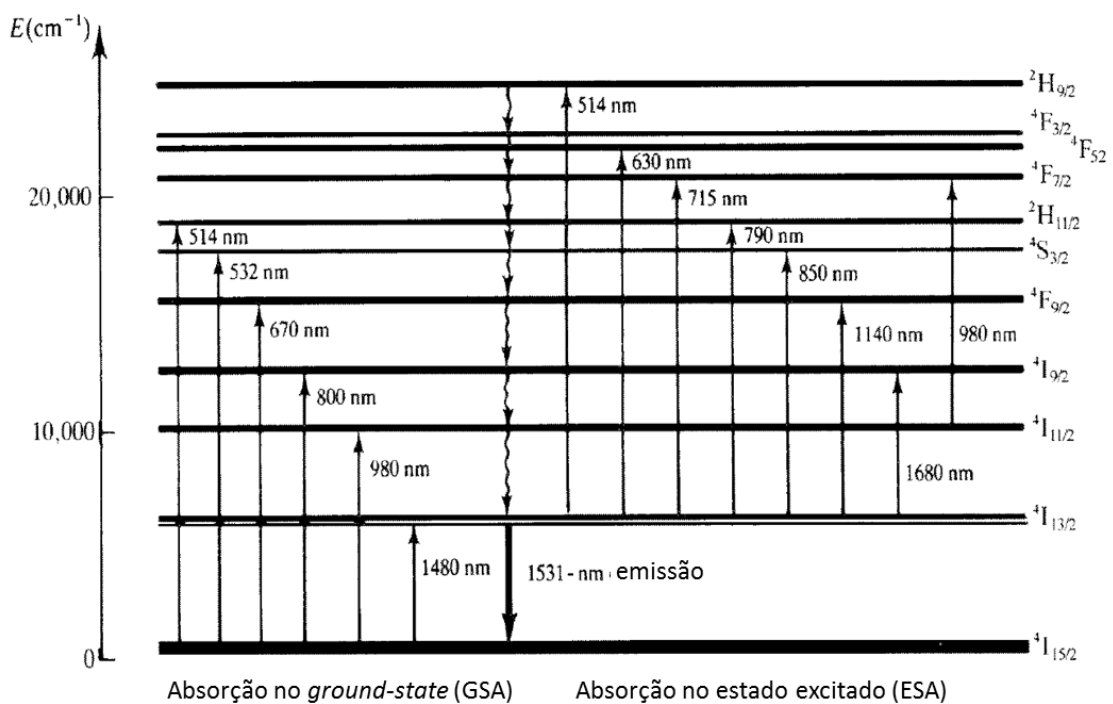 E(cm⁻¹)
²H₉/₂
514 nm
⁴F₃/₂
⁴F₅₂
630 nm
⁴F₇/₂
20,000
715 nm
²H₁₁/₂
514 nm
790 nm
⁴S₃/₂
532 nm
850 nm
⁴F₉/₂
670 nm
1140 nm
980 nm
⁴I₉/₂
800 nm
10,000
⁴I₁₁/₂
980 nm
1680 nm
⁴I₁₃/₂
1480 nm
1531-nm emissão
0
⁴I₁₅/₂
Absorção no ground-state (GSA)
Absorção no estado excitado (ESA)